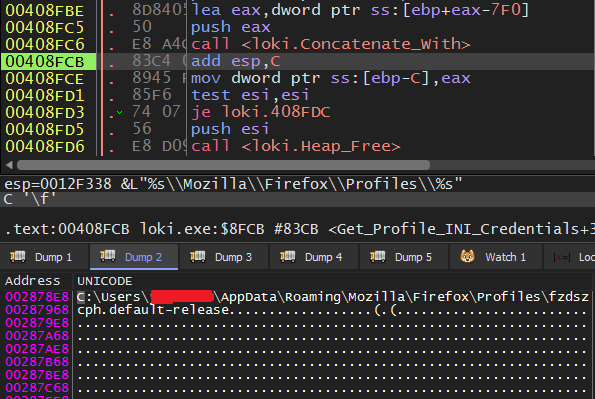 00408FBE . 8D8405 lea eax,dword ptr ss:[ebp+eax-7F0]
00408FC5 . 50 push eax
00408FC6 . E8 A4C call <loki.Concatenate_With>
00408FCB . 83C4 0 add esp,C
00408FCE . 8945 F mov dword ptr ss:[ebp-C],eax
00408FD1 . 85F6 test esi,esi
00408FD3 . 74 07 je loki.408FDC
00408FD5 . 56 push esi
00408FD6 . E8 D09 call <loki.Heap_Free>
esp=0012F338 &L"%s\\Mozilla\\Firefox\\Profiles\\%s"
C '\f'
.text:00408FCB loki.exe:$8FCB #83CB <Get_Profile_INI_Credentials+3
Dump 1 Dump 2 Dump 3 Dump 4 Dump 5 Watch 1 Loc
Address UNICODE
002878E8 C:\Users\ \AppData\Roaming\Mozilla\Firefox\Profiles\fzdsz
00287968 cph.default-release..................(.(........................
002879E8 ................................................................
00287A68 ................................................................
00287AE8 ................................................................
00287B68 ................................................................
00287BE8 ................................................................
00287C68 ................................................................